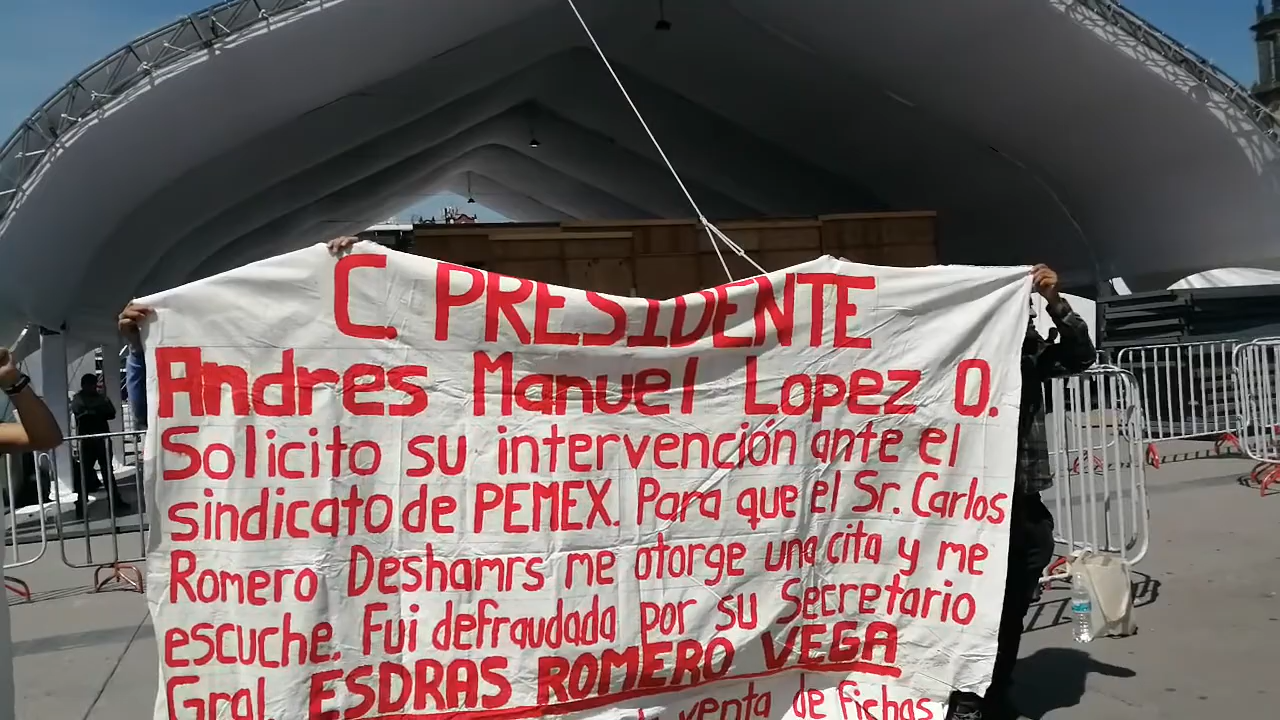 C. PRESIDENTE
Andres Manuel Lopez O.
Solicito su intervención ante el
sindicato de PEMEX. Para que el Sr. Carlos
Romero Deshamrs me otorge una cita y me
escuche. Fui defraudada por su Secretario
Gral. ESDRAS ROMERO VEGA
venta de fichas